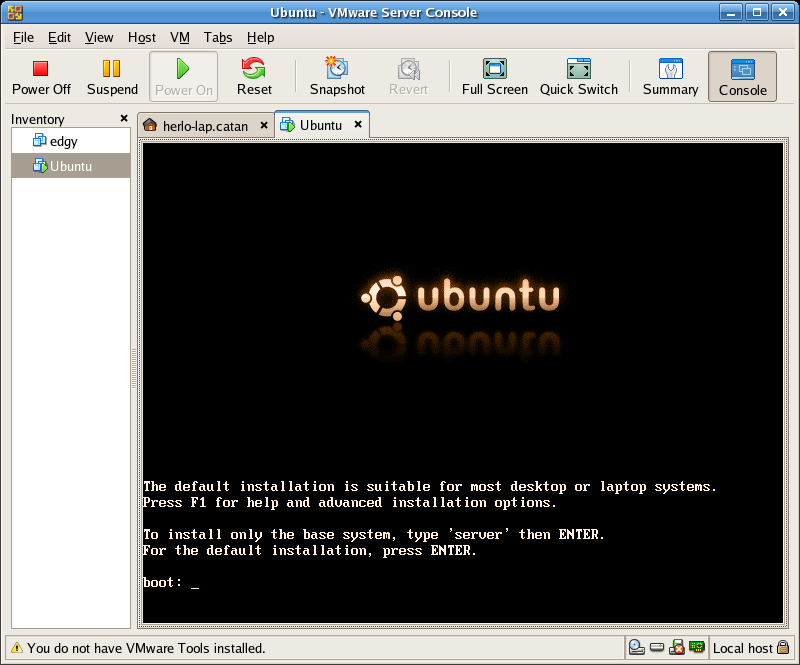 Ubuntu - VMware Server Console
File Edit View Host VM Tabs Help
Power Off Suspend Power On Reset Snapshot Revert Full Screen Quick Switch Summary Console
Inventory
edgy
Ubuntu
herlo-lap.catan Ubuntu
ubuntu
The default installation is suitable for most desktop or laptop systems.
Press F1 for help and advanced installation options.
To install only the base system, type 'server' then ENTER.
For the default installation, press ENTER.
boot: _
You do not have VMware Tools installed.
Local host